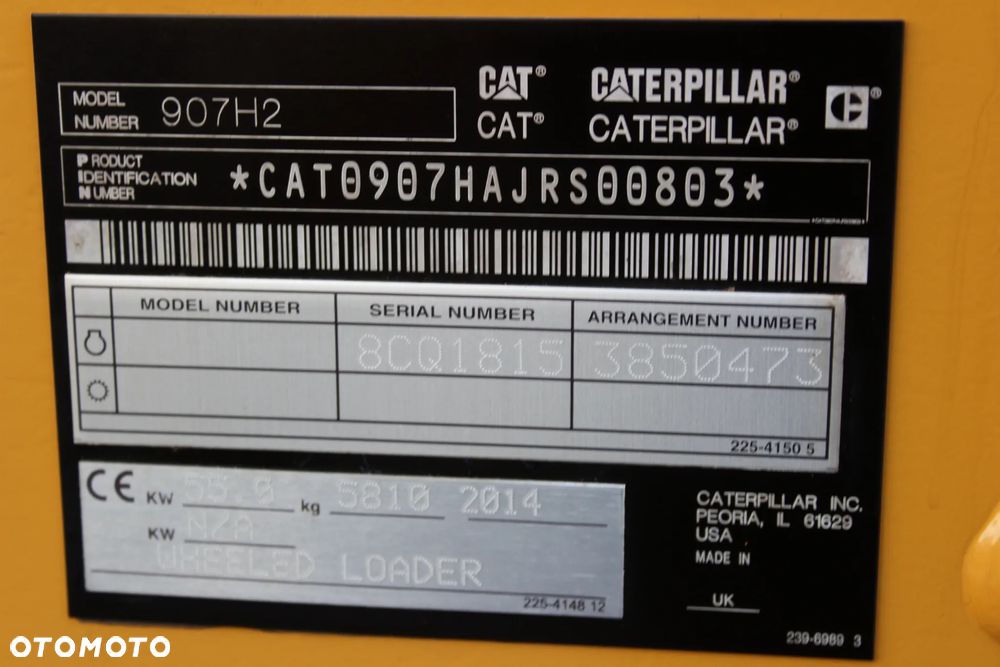 CAT® CATERPILLAR® C®
CAT® CATERPILLAR®
MODEL NUMBER 907H2
PRODUCT IDENTIFICATION NUMBER *CAT0907HAJRS00803*
MODEL NUMBER SERIAL NUMBER ARRANGEMENT NUMBER
8CQ1815 3850473
225-4150 5
CE KW 55.0 kg 5810 2014
KW N/A
WHEELED LOADER
225-4148 12
CATERPILLAR INC.
PEORIA, IL 61629
USA
MADE IN
UK
239-6989 3
OTOMOTO